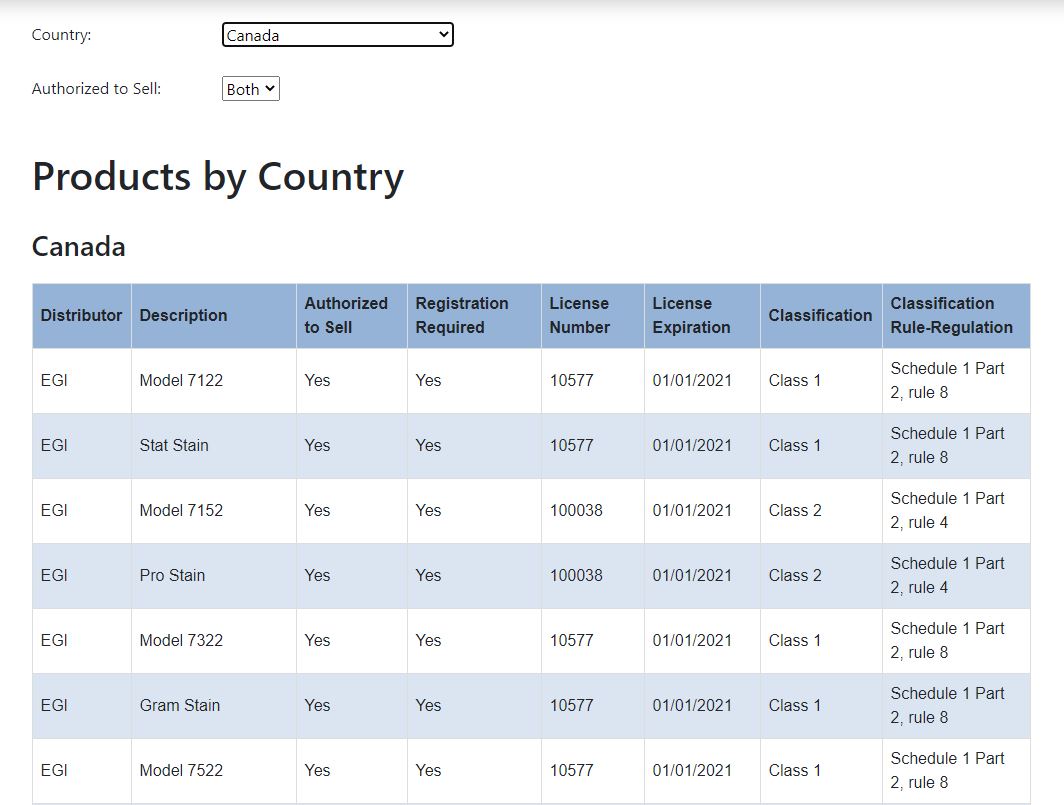 Country: Canada
Authorized to Sell: Both
Products by Country
Canada
Distributor Description Authorized to Sell Registration Required License Number License Expiration Classification Classification Rule-Regulation
EGI Model 7122 Yes Yes 10577 01/01/2021 Class 1 Schedule 1 Part 2, rule 8
EGI Stat Stain Yes Yes 10577 01/01/2021 Class 1 Schedule 1 Part 2, rule 8
EGI Model 7152 Yes Yes 100038 01/01/2021 Class 2 Schedule 1 Part 2, rule 4
EGI Pro Stain Yes Yes 100038 01/01/2021 Class 2 Schedule 1 Part 2, rule 4
EGI Model 7322 Yes Yes 10577 01/01/2021 Class 1 Schedule 1 Part 2, rule 8
EGI Gram Stain Yes Yes 10577 01/01/2021 Class 1 Schedule 1 Part 2, rule 8
EGI Model 7522 Yes Yes 10577 01/01/2021 Class 1 Schedule 1 Part 2, rule 8